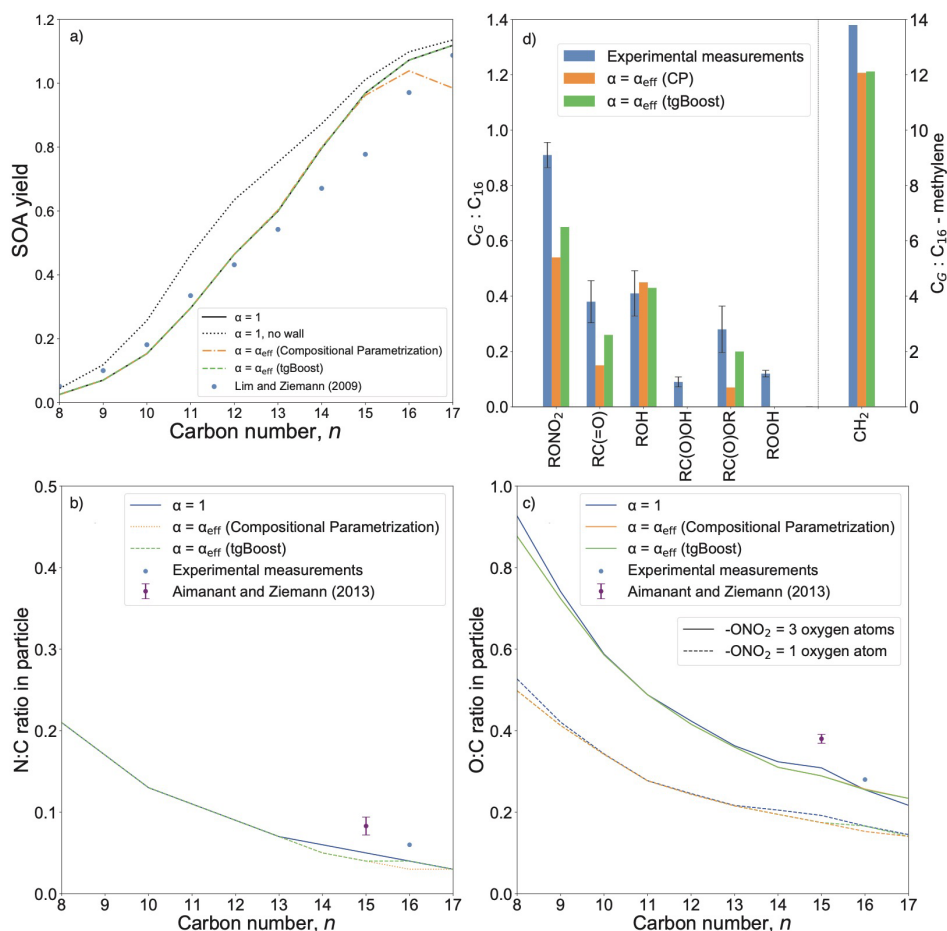 a)
SOA yield
1.2
1.0
0.8
0.6
0.4
0.2
0.0
8 9 10 11 12 13 14 15 16 17
Carbon number, n
α = 1
α = 1, no wall
α = αeff (Compositional Parametrization)
α = αeff (tgBoost)
Lim and Ziemann (2009)
d)
CG : C16
1.4
1.2
1.0
0.8
0.6
0.4
0.2
0.0
Experimental measurements
α = αeff (CP)
α = αeff (tgBoost)
14
12
10
8
6
4
2
0
CG : C16 - methylene
RONO2
RC(=O)
ROH
RC(O)OH
RC(O)OR
ROOH
CH2
b)
N:C ratio in particle
0.5
0.4
0.3
0.2
0.1
0.0
8 9 10 11 12 13 14 15 16 17
Carbon number, n
α = 1
α = αeff (Compositional Parametrization)
α = αeff (tgBoost)
Experimental measurements
Aimanant and Ziemann (2013)
c)
O:C ratio in particle
1.0
0.8
0.6
0.4
0.2
0.0
8 9 10 11 12 13 14 15 16 17
Carbon number, n
α = 1
α = αeff (Compositional Parametrization)
α = αeff (tgBoost)
Experimental measurements
Aimanant and Ziemann (2013)
-ONO2 = 3 oxygen atoms
-ONO2 = 1 oxygen atom